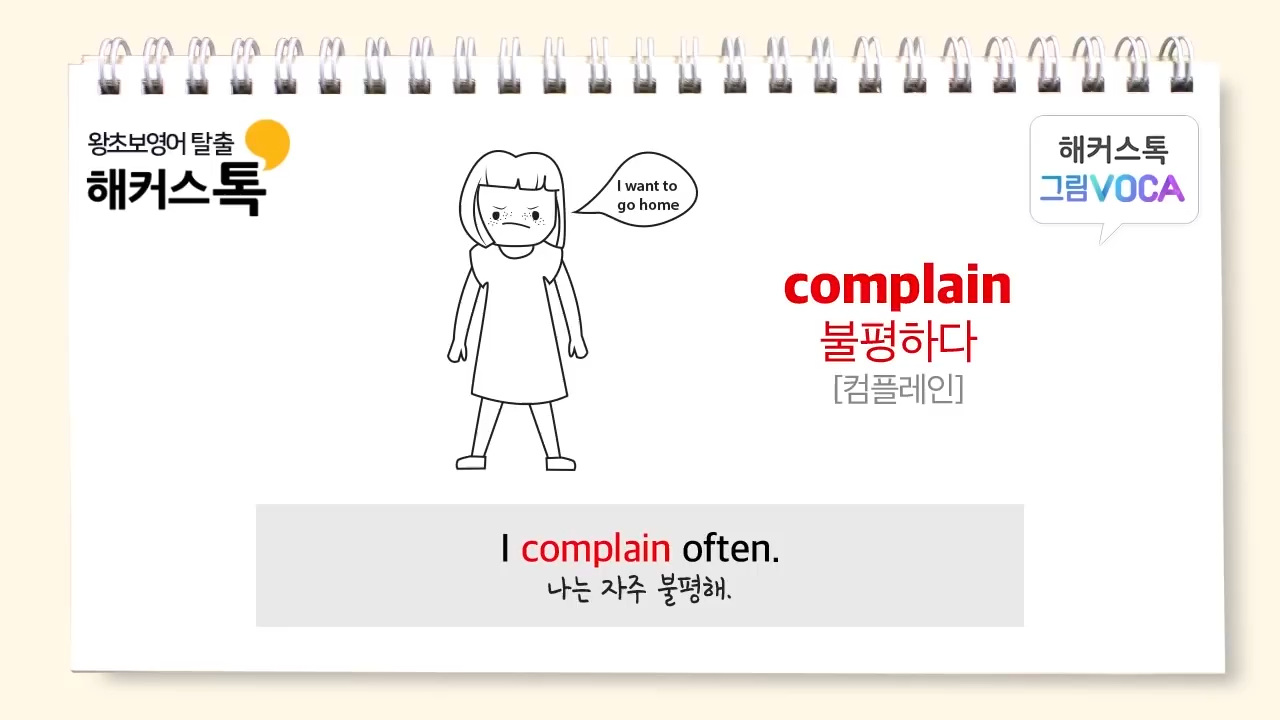 왕초보영어 탈출
해커스톡
해커스톡
그림VOCA
I want to
go home
complain
불평하다
[컴플레인]
I complain often.
나는 자주 불평해.